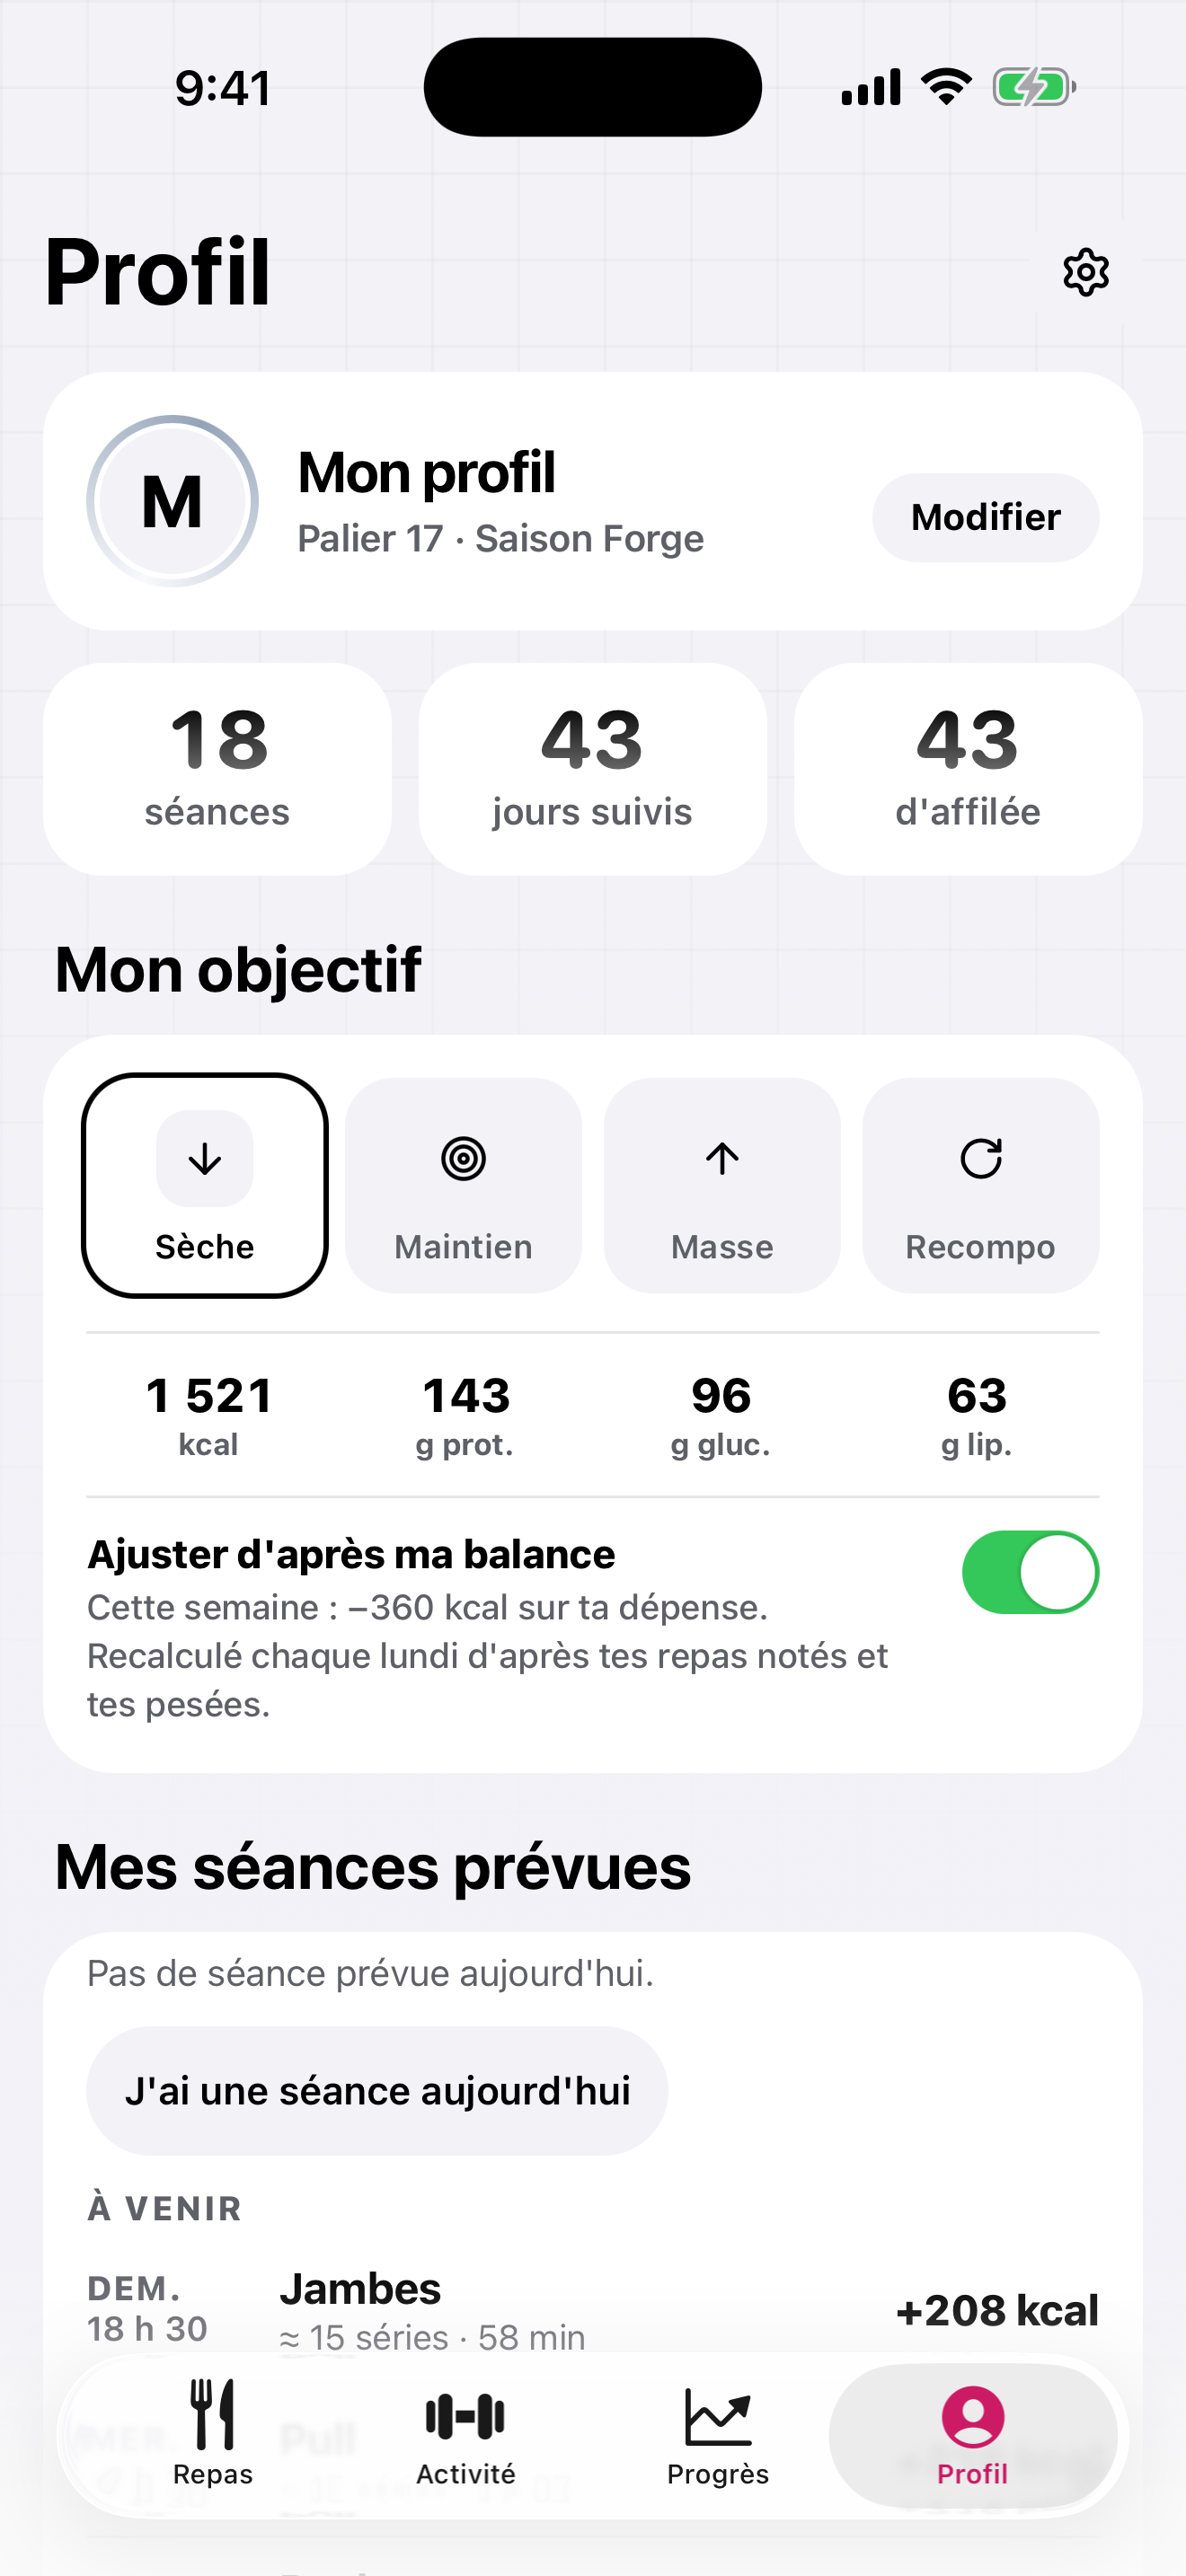 9:41
Profil
M
Mon profil
Palier 17 · Saison Forge
Modifier
18
séances
43
jours suivis
43
d'affilée
Mon objectif
Sèche
Maintien
Masse
Recompo
1 521
kcal
143
g prot.
96
g gluc.
63
g lip.
Ajuster d'après ma balance
Cette semaine : −360 kcal sur ta dépense.
Recalculé chaque lundi d'après tes repas notés et
tes pesées.
Mes séances prévues
Pas de séance prévue aujourd'hui.
J'ai une séance aujourd'hui
À VENIR
DEM.
18 h 30
Jambes
≈ 15 séries · 58 min
+208 kcal
MER.
Pull
Repas
Activité
Progrès
Profil